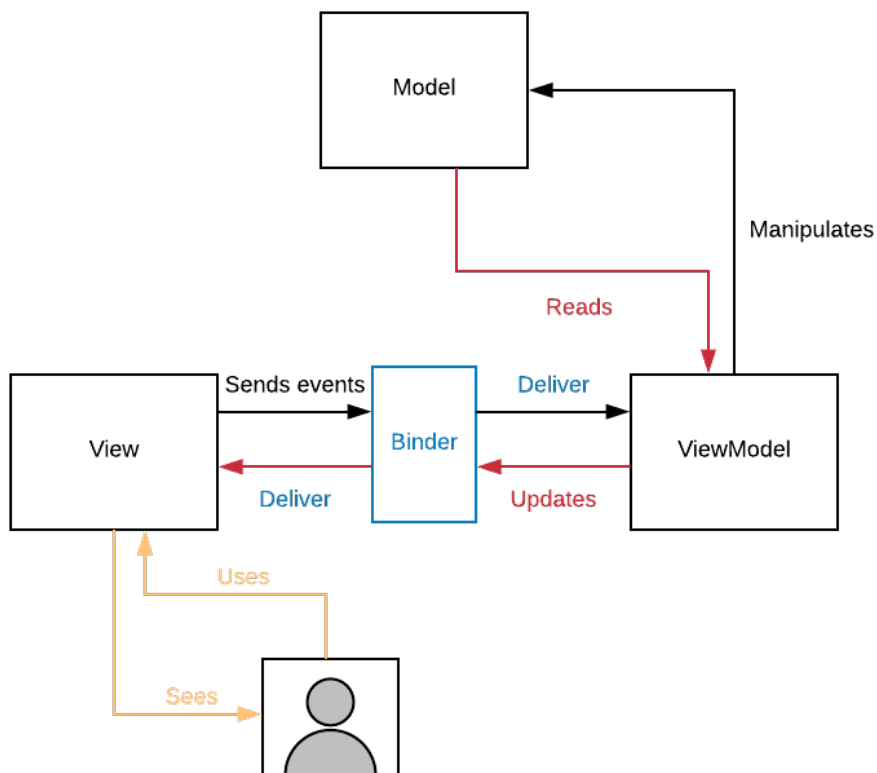 Model
Manipulates
Reads
Sends events
Deliver
View
Binder
ViewModel
Deliver
Updates
Uses
Sees